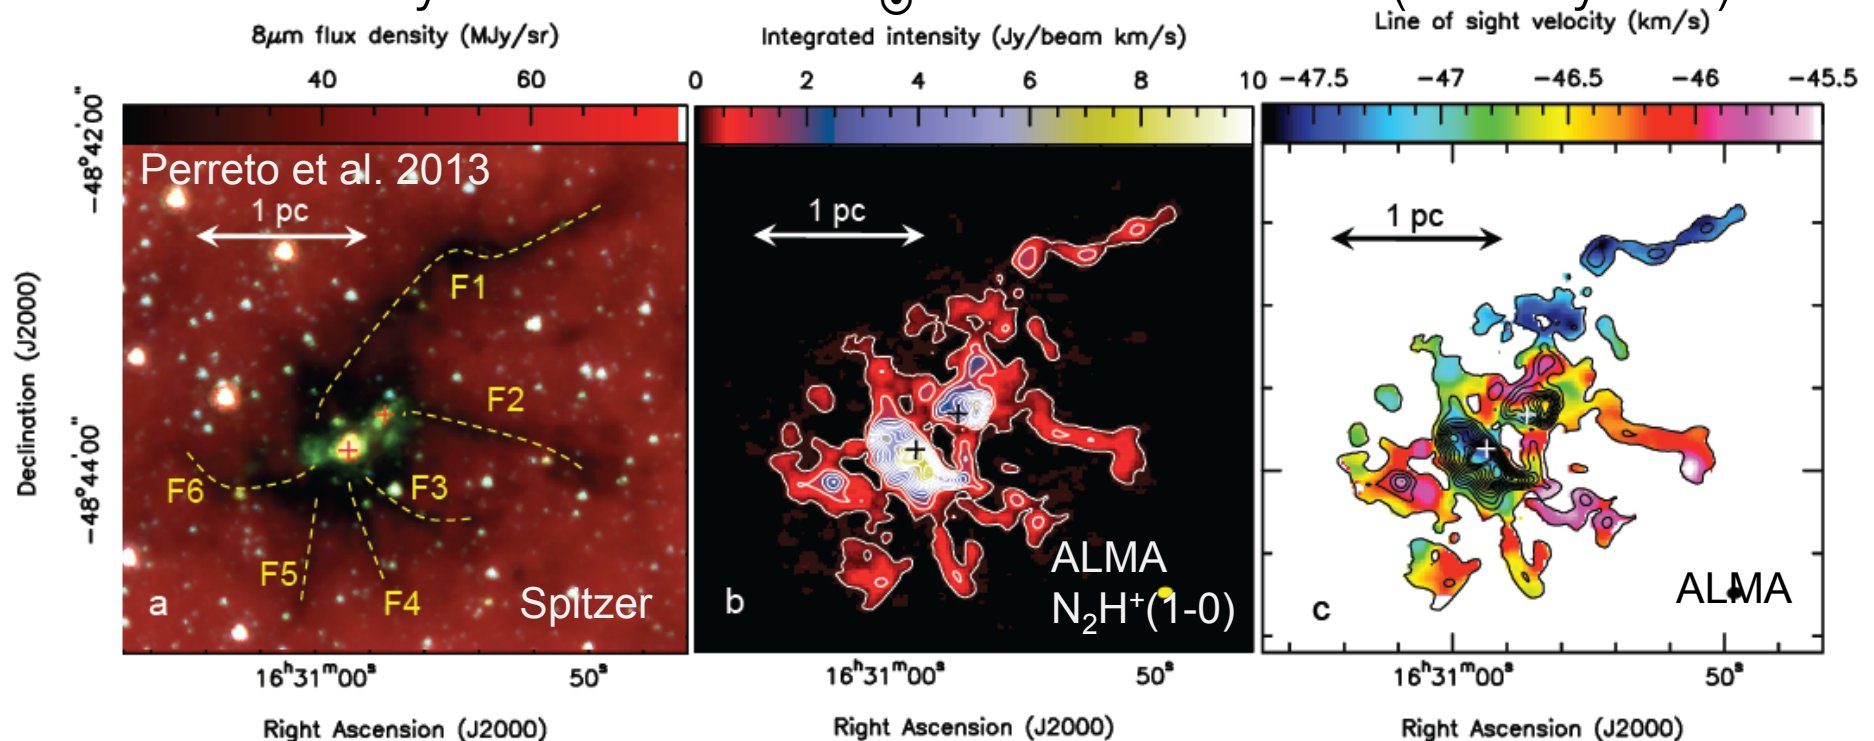 y ⊙ ( y )
8μm flux density (MJy/sr)
40 60
Integrated intensity (Jy/beam km/s)
0 2 4 6 8 10
Line of sight velocity (km/s)
−47.5 −47 −46.5 −46 −45.5
Declination (J2000)
−48°42'00"
−48°44'00"
Perreto et al. 2013
1 pc
F1
F2
F3
F4
F5
F6
a
Spitzer
16ʰ31ᵐ00ˢ 50ˢ
Right Ascension (J2000)
1 pc
ALMA
N₂H⁺(1-0)
b
16ʰ31ᵐ00ˢ 50ˢ
Right Ascension (J2000)
1 pc
ALMA
c
16ʰ31ᵐ00ˢ 50ˢ
Right Ascension (J2000)